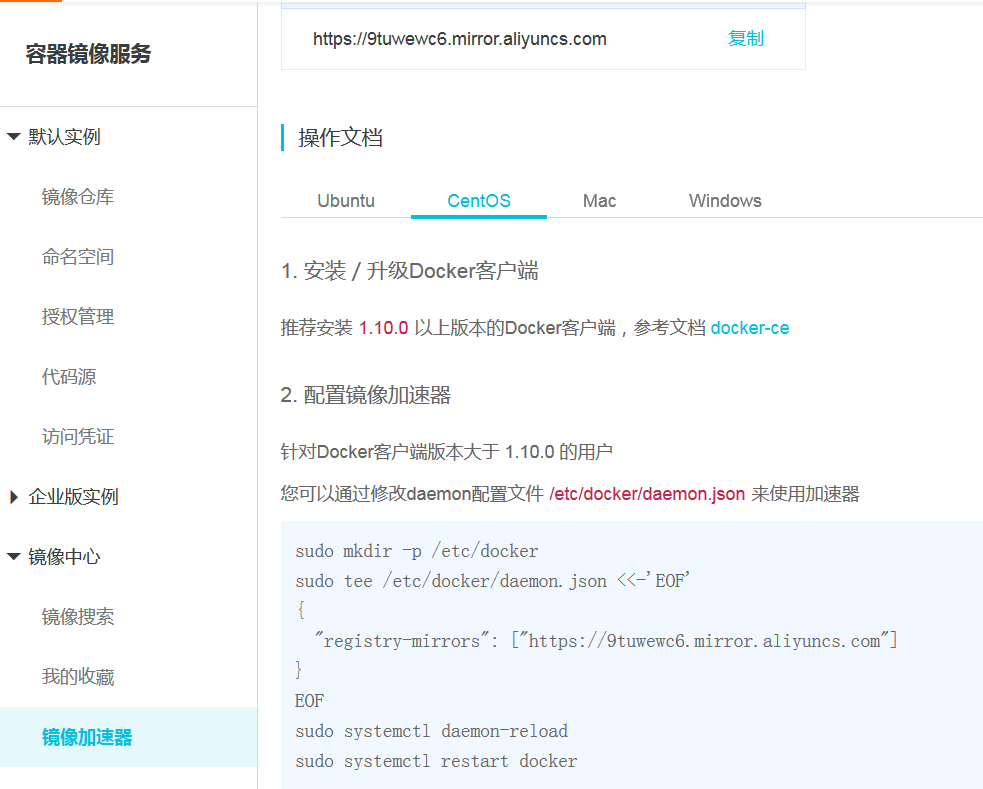 容器镜像服务
默认实例
镜像仓库
命名空间
授权管理
代码源
访问凭证
企业版实例
镜像中心
镜像搜索
我的收藏
镜像加速器
https://9tuwewc6.mirror.aliyuncs.com 复制
操作文档
Ubuntu CentOS Mac Windows
1. 安装 / 升级Docker客户端
推荐安装 1.10.0 以上版本的Docker客户端，参考文档 docker-ce
2. 配置镜像加速器
针对Docker客户端版本大于 1.10.0 的用户
您可以通过修改daemon配置文件 /etc/docker/daemon.json 来使用加速器
sudo mkdir -p /etc/docker
sudo tee /etc/docker/daemon.json <<-'EOF'
{
  "registry-mirrors": ["https://9tuwewc6.mirror.aliyuncs.com"]
}
EOF
sudo systemctl daemon-reload
sudo systemctl restart docker